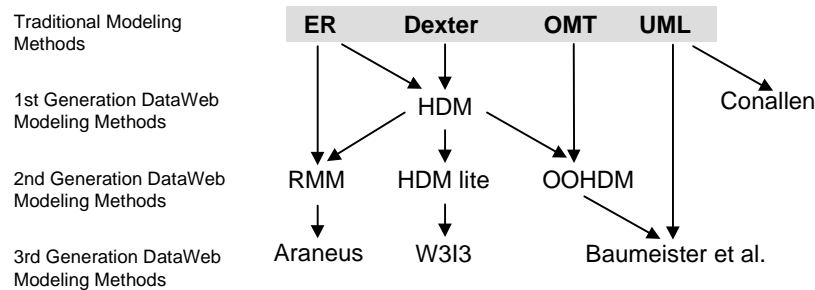 Traditional Modeling
Methods
ER Dexter OMT UML
1st Generation DataWeb
Modeling Methods
HDM
Conallen
2nd Generation DataWeb
Modeling Methods
RMM HDM lite OOHDM
3rd Generation DataWeb
Modeling Methods
Araneus W3I3 Baumeister et al.